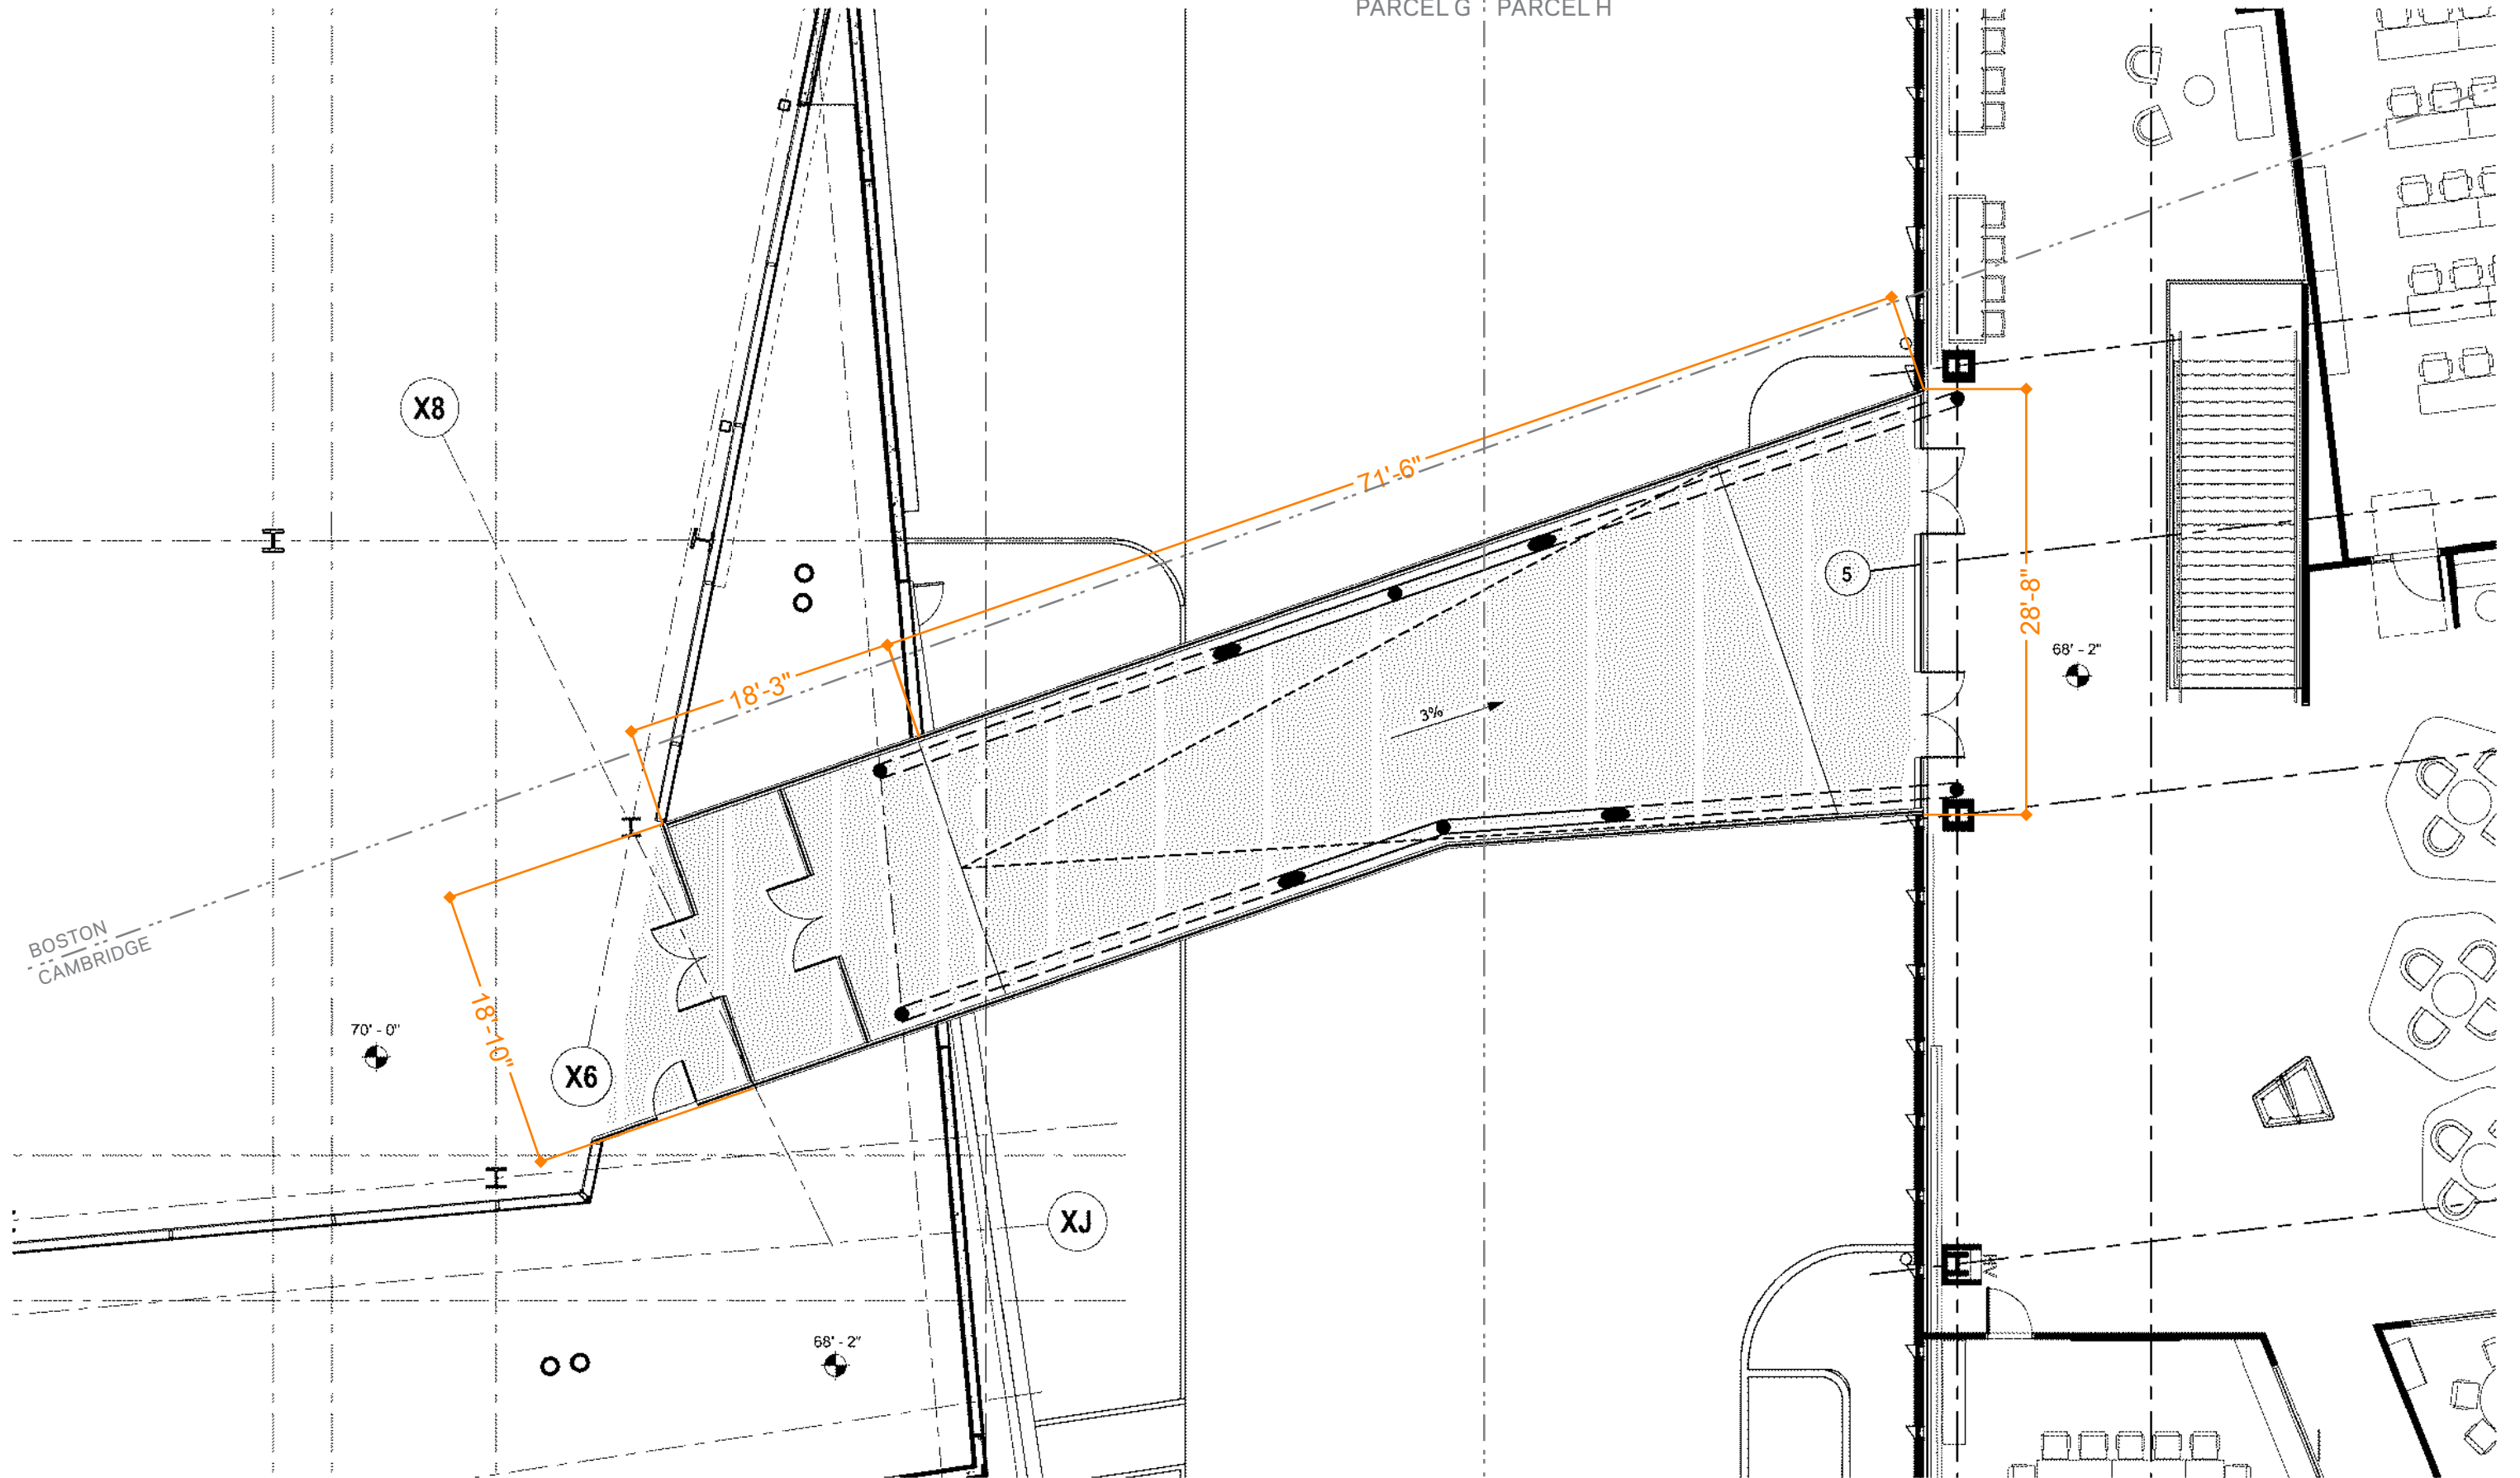 PARCEL G PARCEL H
X8
71'-6"
5
28'-8"
68' - 2"
18'-3"
3%
BOSTON
CAMBRIDGE
70' - 0"
18'-10"
X6
XJ
68' - 2"